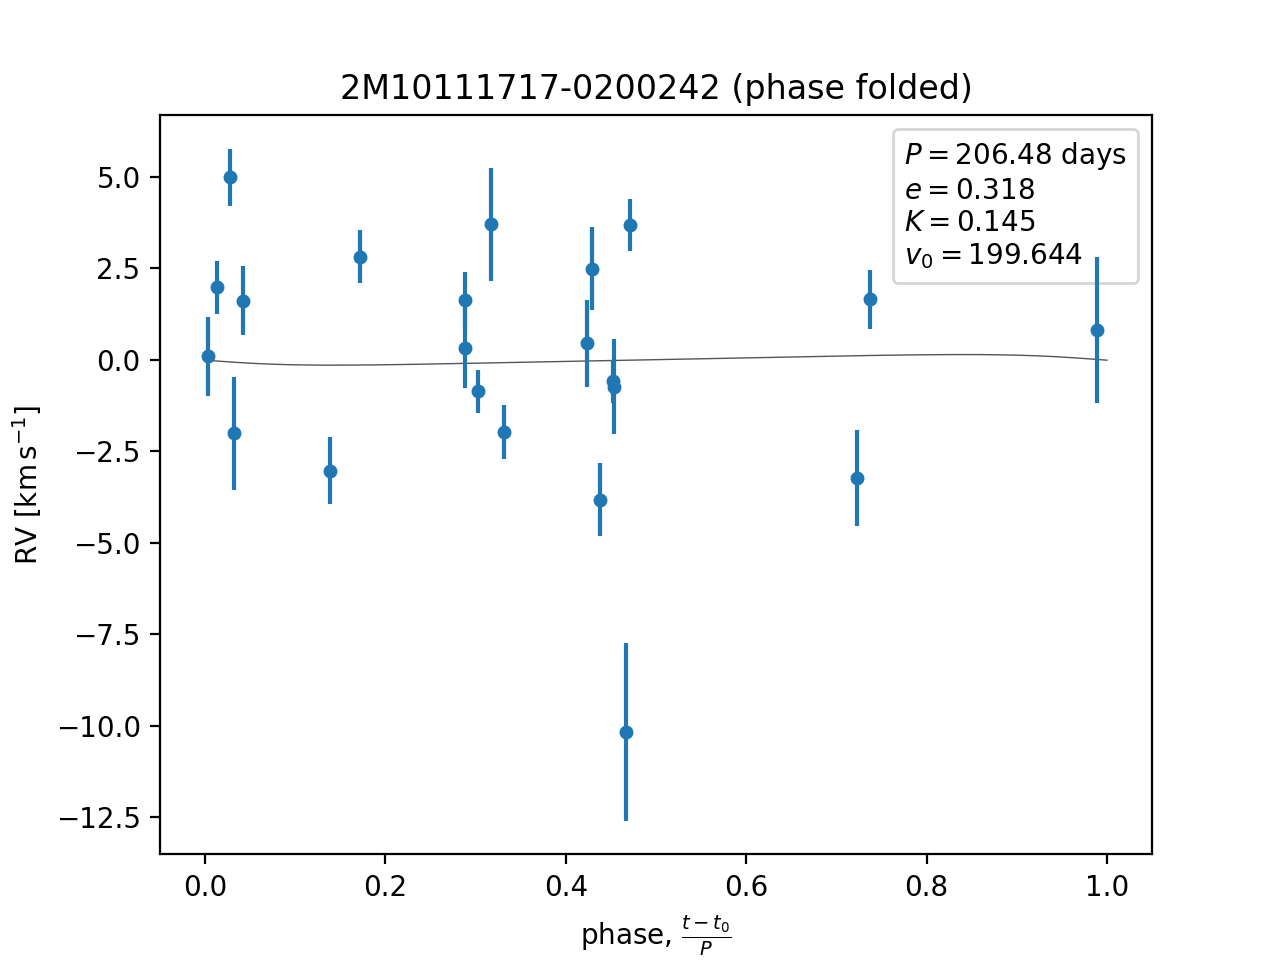 2M10111717-0200242 (phase folded)
P = 206.48 days
e = 0.318
K = 0.145
v₀ = 199.644
5.0
2.5
0.0
−2.5
−5.0
−7.5
−10.0
−12.5
RV [km s⁻¹]
0.0 0.2 0.4 0.6 0.8 1.0
phase, (t − t₀)/P